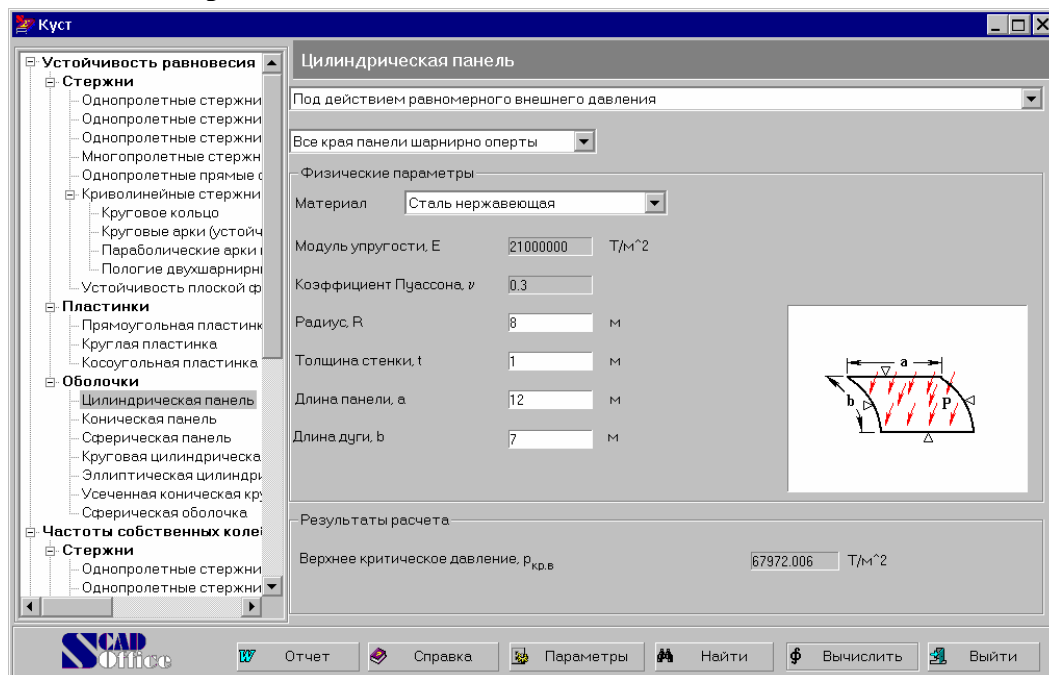 Куст
Устойчивость равновесия
Стержни
Однопролетные стержни
Однопролетные стержни
Однопролетные стержни
Многопролетные стержн
Однопролетные прямые с
Криволинейные стержни
Круговое кольцо
Круговые арки (устойч
Параболические арки
Пологие двухшарнирн
Устойчивость плоской ф
Пластинки
Прямоугольная пластинк
Круглая пластинка
Косоугольная пластинка
Оболочки
Цилиндрическая панель
Коническая панель
Сферическая панель
Круговая цилиндрическа
Эллиптическая цилиндри
Усеченная коническая кру
Сферическая оболочка
Частоты собственных колеб
Стержни
Однопролетные стержни
Однопролетные стержни
Цилиндрическая панель
Под действием равномерного внешнего давления
Все края панели шарнирно оперты
Физические параметры
Материал Сталь нержавеющая
Модуль упругости, E 21000000 Т/м^2
Коэффициент Пуассона, ν 0.3
Радиус, R 8 м
Толщина стенки, t 1 м
Длина панели, a 12 м
Длина дуги, b 7 м
a
b
P
Результаты расчета
Верхнее критическое давление, pкр.в 67972.006 Т/м^2
SCAD Office
Отчет Справка Параметры Найти Вычислить Выйти